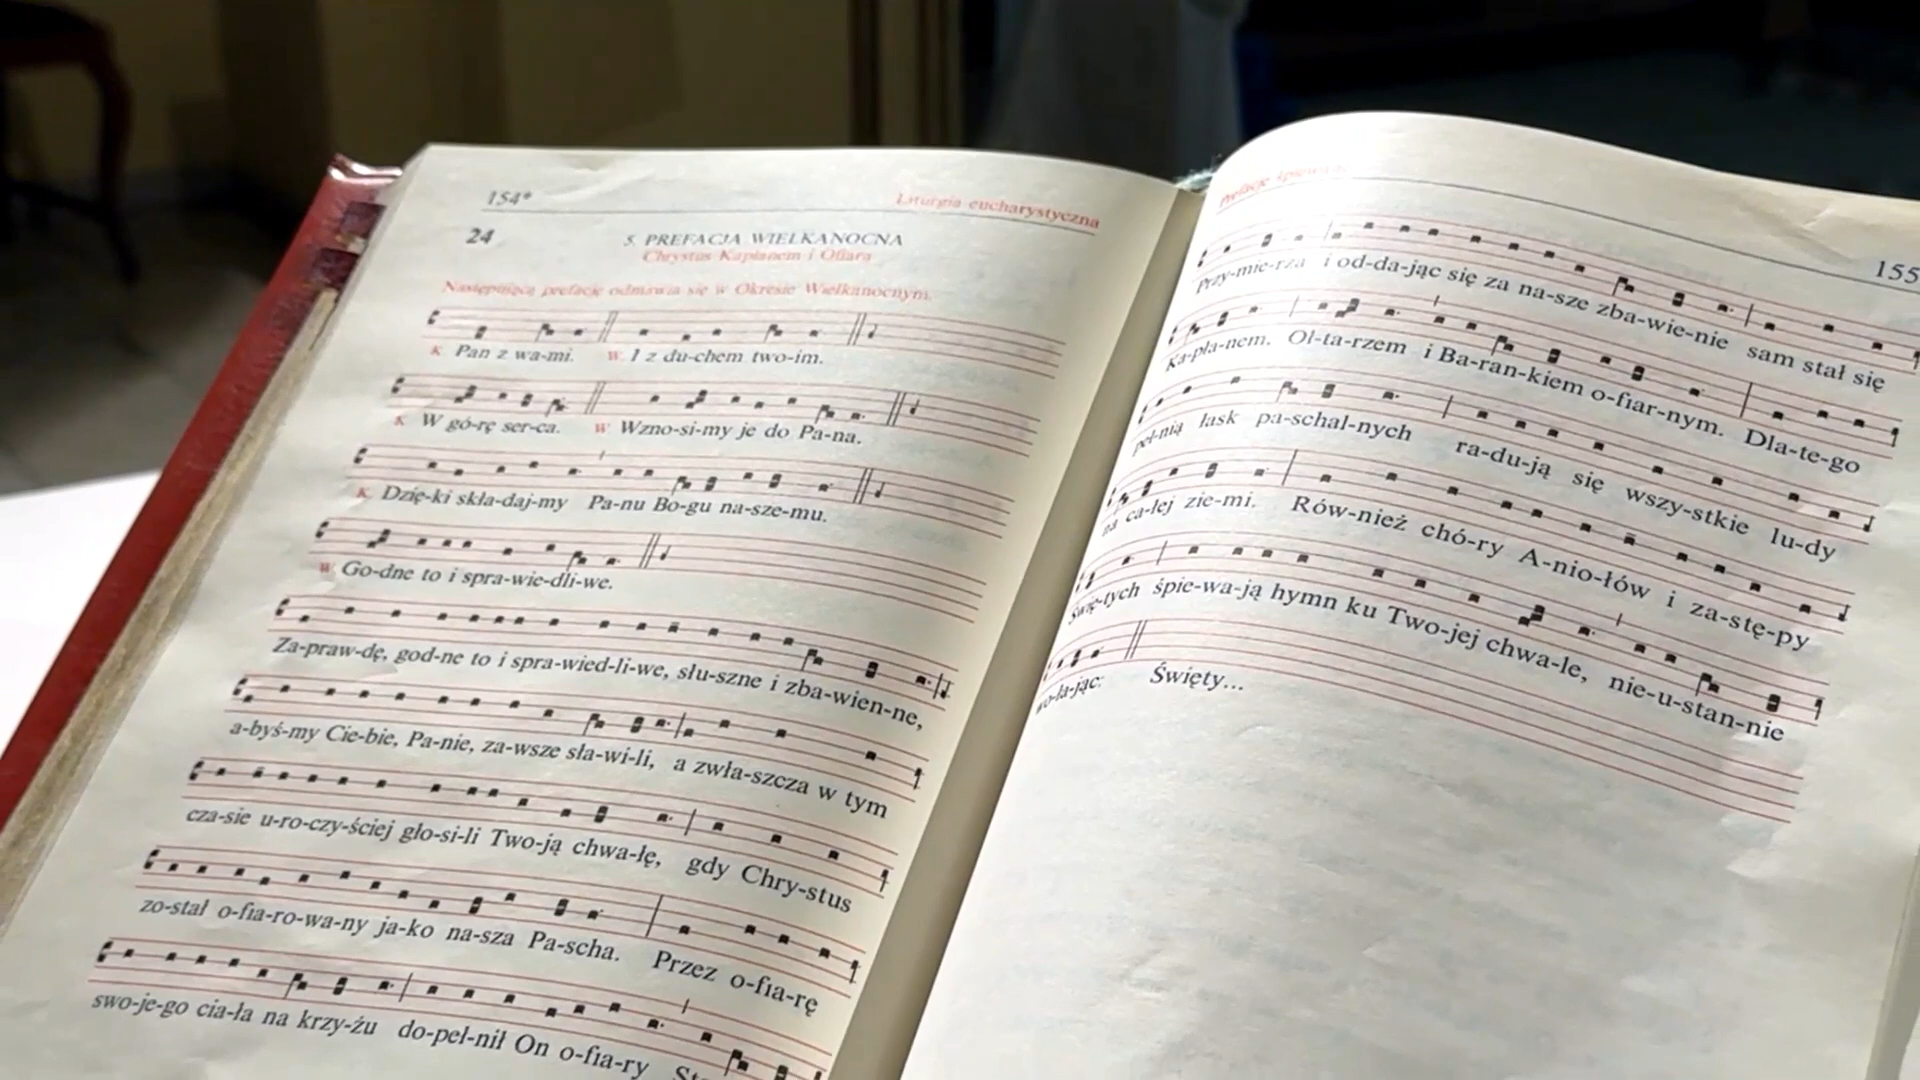 154*
Liturgia eucharystyczna
24
5. PREFACJA WIELKANOCNA
Chrystus Kapłanem i Ofiarą
Następującą prefację odmawia się w Okresie Wielkanocnym.
K. Pan z wa-mi. W. I z du-chem two-im.
K. W gó-rę ser-ca. W. Wzno-si-my je do Pa-na.
K. Dzię-ki skła-daj-my Pa-nu Bo-gu na-sze-mu.
W. Go-dne to i spra-wie-dli-we.
Za-praw-dę, god-ne to i spra-wied-li-we, słu-szne i zba-wien-ne,
a-byś-my Cie-bie, Pa-nie, za-wsze sła-wi-li, a zwła-szcza w tym
cza-sie u-ro-czy-ściej gło-si-li Two-ją chwa-łę, gdy Chry-stus
zo-stał o-fia-ro-wa-ny ja-ko na-sza Pa-scha. Przez o-fia-rę
swo-je-go cia-ła na krzy-żu do-peł-nił On o-fia-ry
Prefacje
155
Przy-mie-rza i od-da-jąc się za na-sze zba-wie-nie sam stał się
Ka-pła-nem, Oł-ta-rzem i Ba-ran-kiem o-fiar-nym. Dla-te-go
peł-nią łask pa-schal-nych ra-du-ją się wszy-stkie lu-dy
na ca-łej zie-mi. Rów-nież chó-ry A-nio-łów i za-stę-py
Świę-tych śpie-wa-ją hymn ku Two-jej chwa-le, nie-u-stan-nie
wo-ła-jąc: Święty...